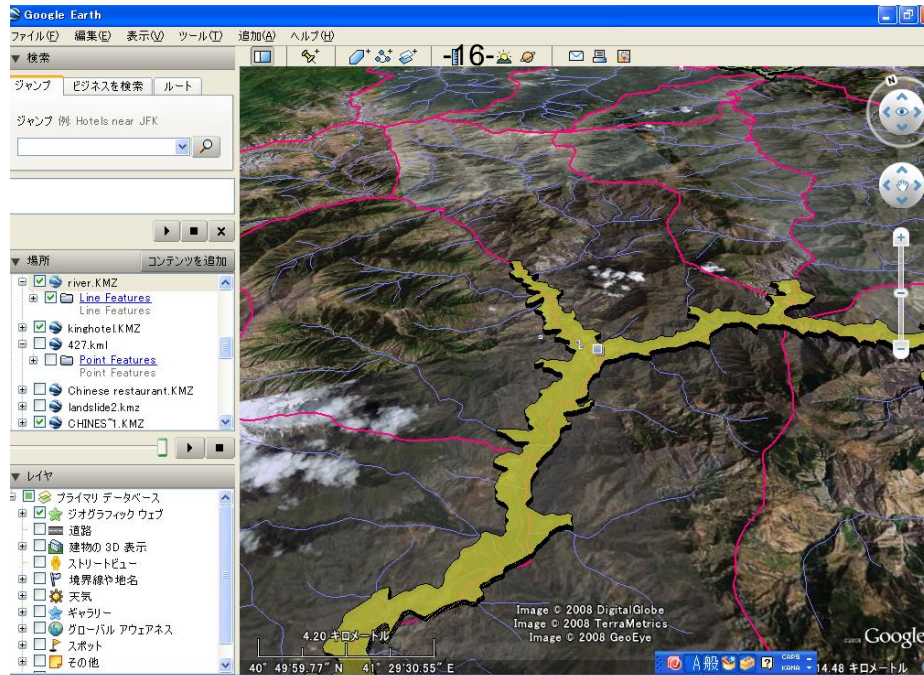 Google Earth
ファイル(F) 編集(E) 表示(V) ツール(T) 追加(A) ヘルプ(H)
-16-
▼ 検索
ジャンプ ビジネスを検索 ルート
ジャンプ 例: Hotels near JFK
N
▼ 場所 コンテンツを追加
river.KMZ
Line Features
Line Features
kinghotel.KMZ
427.kml
Point Features
Point Features
Chinese restaurant.KMZ
landslide2.kmz
CHINES~1.KMZ
▼ レイヤ
プライマリ データベース
ジオグラフィック ウェブ
道路
建物の 3D 表示
ストリートビュー
境界線や地名
天気
ギャラリー
グローバル アウェアネス
スポット
その他
Image © 2008 DigitalGlobe
Image © 2008 TerraMetrics
Image © 2008 GeoEye
©2008 Google
4.20 キロメートル
40° 49'59.77" N 41° 29'30.55" E
A 般 CAPS KANA
14.48 キロメートル